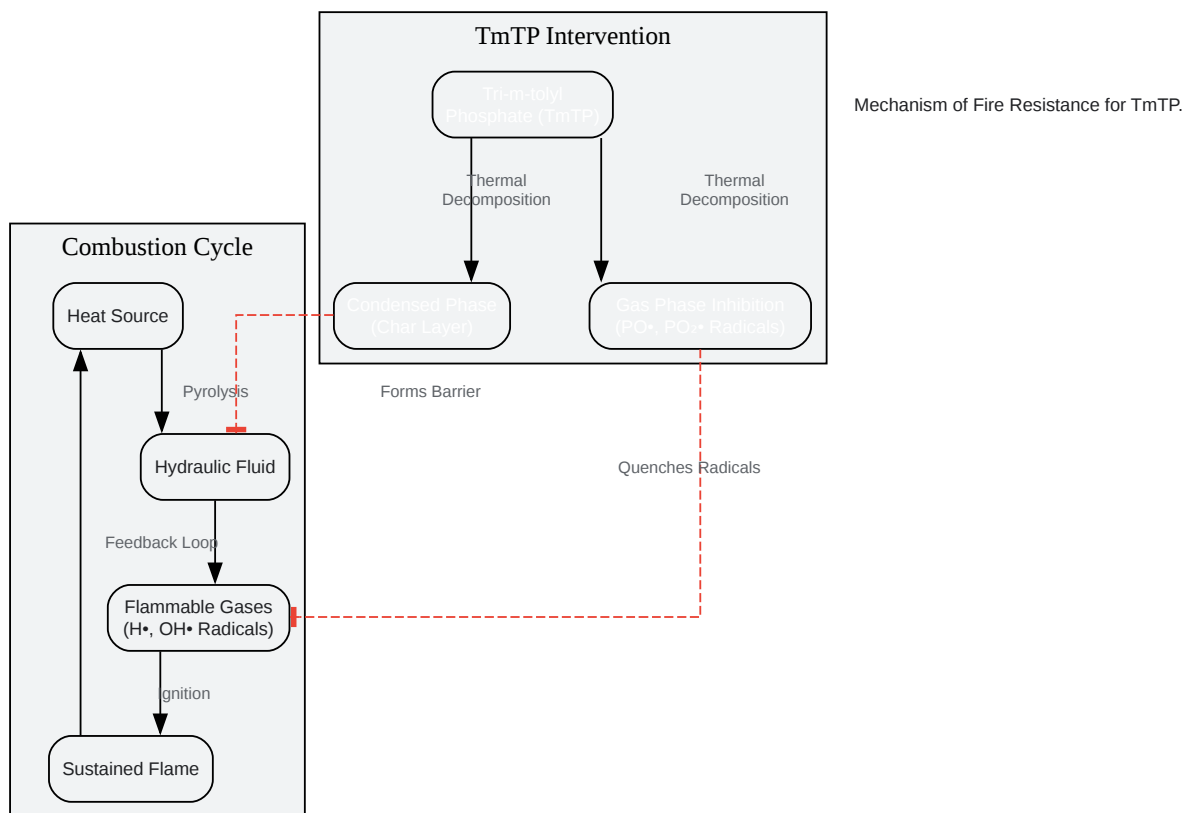 TmTP Intervention
Tri-m-tolyl
Phosphate (TmTP)
Mechanism of Fire Resistance for TmTP.
Thermal
Decomposition
Thermal
Decomposition
Combustion Cycle
Heat Source
Condensed Phase
(Char Layer)
Gas Phase Inhibition
(PO•, PO₂• Radicals)
Pyrolysis
Forms Barrier
Hydraulic Fluid
Quenches Radicals
Feedback Loop
Flammable Gases
(H•, OH• Radicals)
Ignition
Sustained Flame